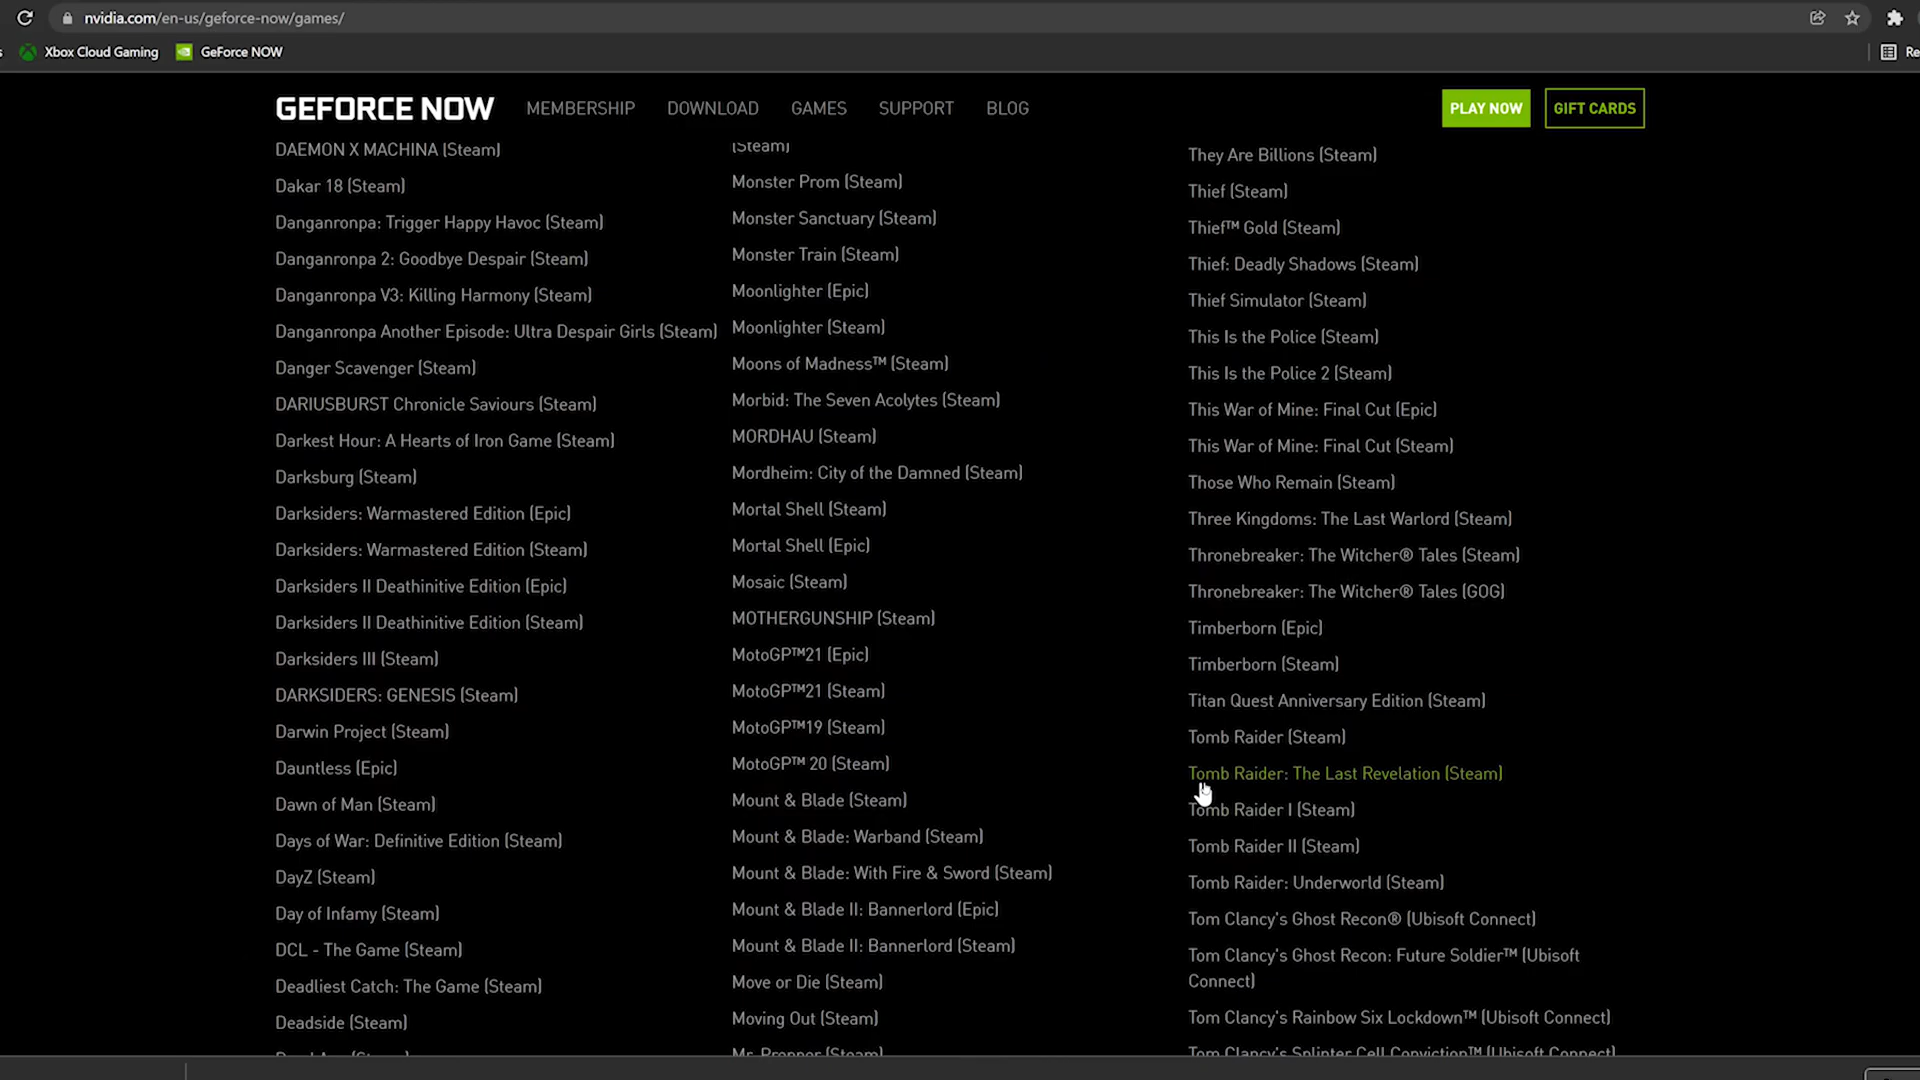 nvidia.com/en-us/geforce-now/games/
Xbox Cloud Gaming
GeForce NOW
Re
GEFORCE NOW
MEMBERSHIP
DOWNLOAD
GAMES
SUPPORT
BLOG
PLAY NOW
GIFT CARDS
DAEMON X MACHINA (Steam)
Dakar 18 (Steam)
Danganronpa: Trigger Happy Havoc (Steam)
Danganronpa 2: Goodbye Despair (Steam)
Danganronpa V3: Killing Harmony (Steam)
Danganronpa Another Episode: Ultra Despair Girls (Steam)
Danger Scavenger (Steam)
DARIUSBURST Chronicle Saviours (Steam)
Darkest Hour: A Hearts of Iron Game (Steam)
Darksburg (Steam)
Darksiders: Warmastered Edition (Epic)
Darksiders: Warmastered Edition (Steam)
Darksiders II Deathinitive Edition (Epic)
Darksiders II Deathinitive Edition (Steam)
Darksiders III (Steam)
DARKSIDERS: GENESIS (Steam)
Darwin Project (Steam)
Dauntless (Epic)
Dawn of Man (Steam)
Days of War: Definitive Edition (Steam)
DayZ (Steam)
Day of Infamy (Steam)
DCL - The Game (Steam)
Deadliest Catch: The Game (Steam)
Deadside (Steam)
(Steam)
Monster Prom (Steam)
Monster Sanctuary (Steam)
Monster Train (Steam)
Moonlighter (Epic)
Moonlighter (Steam)
Moons of Madness™ (Steam)
Morbid: The Seven Acolytes (Steam)
MORDHAU (Steam)
Mordheim: City of the Damned (Steam)
Mortal Shell (Steam)
Mortal Shell (Epic)
Mosaic (Steam)
MOTHERGUNSHIP (Steam)
MotoGP™21 (Epic)
MotoGP™21 (Steam)
MotoGP™19 (Steam)
MotoGP™ 20 (Steam)
Mount & Blade (Steam)
Mount & Blade: Warband (Steam)
Mount & Blade: With Fire & Sword (Steam)
Mount & Blade II: Bannerlord (Epic)
Mount & Blade II: Bannerlord (Steam)
Move or Die (Steam)
Moving Out (Steam)
Mr. Prepper (Steam)
They Are Billions (Steam)
Thief (Steam)
Thief™ Gold (Steam)
Thief: Deadly Shadows (Steam)
Thief Simulator (Steam)
This Is the Police (Steam)
This Is the Police 2 (Steam)
This War of Mine: Final Cut (Epic)
This War of Mine: Final Cut (Steam)
Those Who Remain (Steam)
Three Kingdoms: The Last Warlord (Steam)
Thronebreaker: The Witcher® Tales (Steam)
Thronebreaker: The Witcher® Tales (GOG)
Timberborn (Epic)
Timberborn (Steam)
Titan Quest Anniversary Edition (Steam)
Tomb Raider (Steam)
Tomb Raider: The Last Revelation (Steam)
Tomb Raider I (Steam)
Tomb Raider II (Steam)
Tomb Raider: Underworld (Steam)
Tom Clancy's Ghost Recon® (Ubisoft Connect)
Tom Clancy's Ghost Recon: Future Soldier™ (Ubisoft
Connect)
Tom Clancy's Rainbow Six Lockdown™ (Ubisoft Connect)
Tom Clancy's Splinter Cell Conviction™ (Ubisoft Connect)